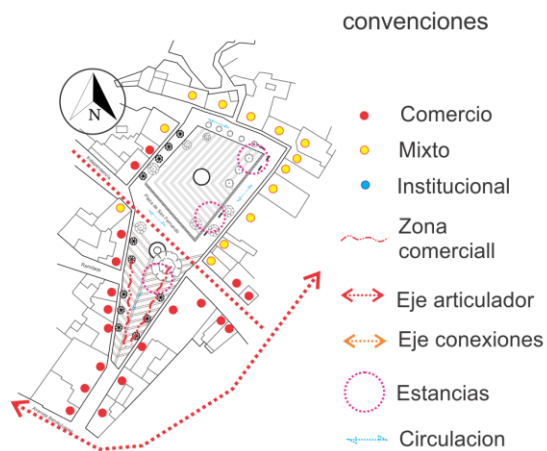 convenciones
N
Comercio
Mixto
Institucional
Zona
comerciall
Eje articulador
Eje conexiones
Estancias
Circulacion